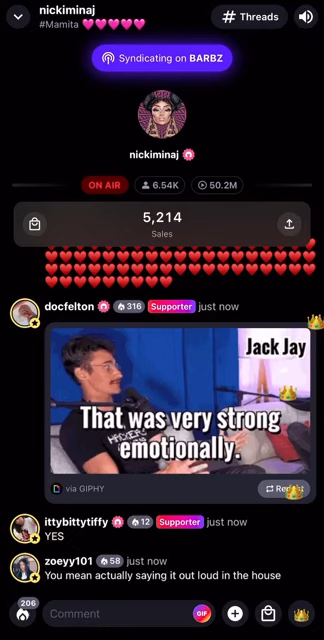 nickiminaj
# Threads
#Mamita
Syndicating on BARBZ
nickiminaj
ON AIR
6.54K
50.2M
5,214
Sales
docfelton 316 Supporter just now
Jack Jay
That was very strong
emotionally.
via GIPHY
ittybittytiffy 12 Supporter just now
YES
zoeyy101 58 just now
You mean actually saying it out loud in the house
206
Comment
GIF